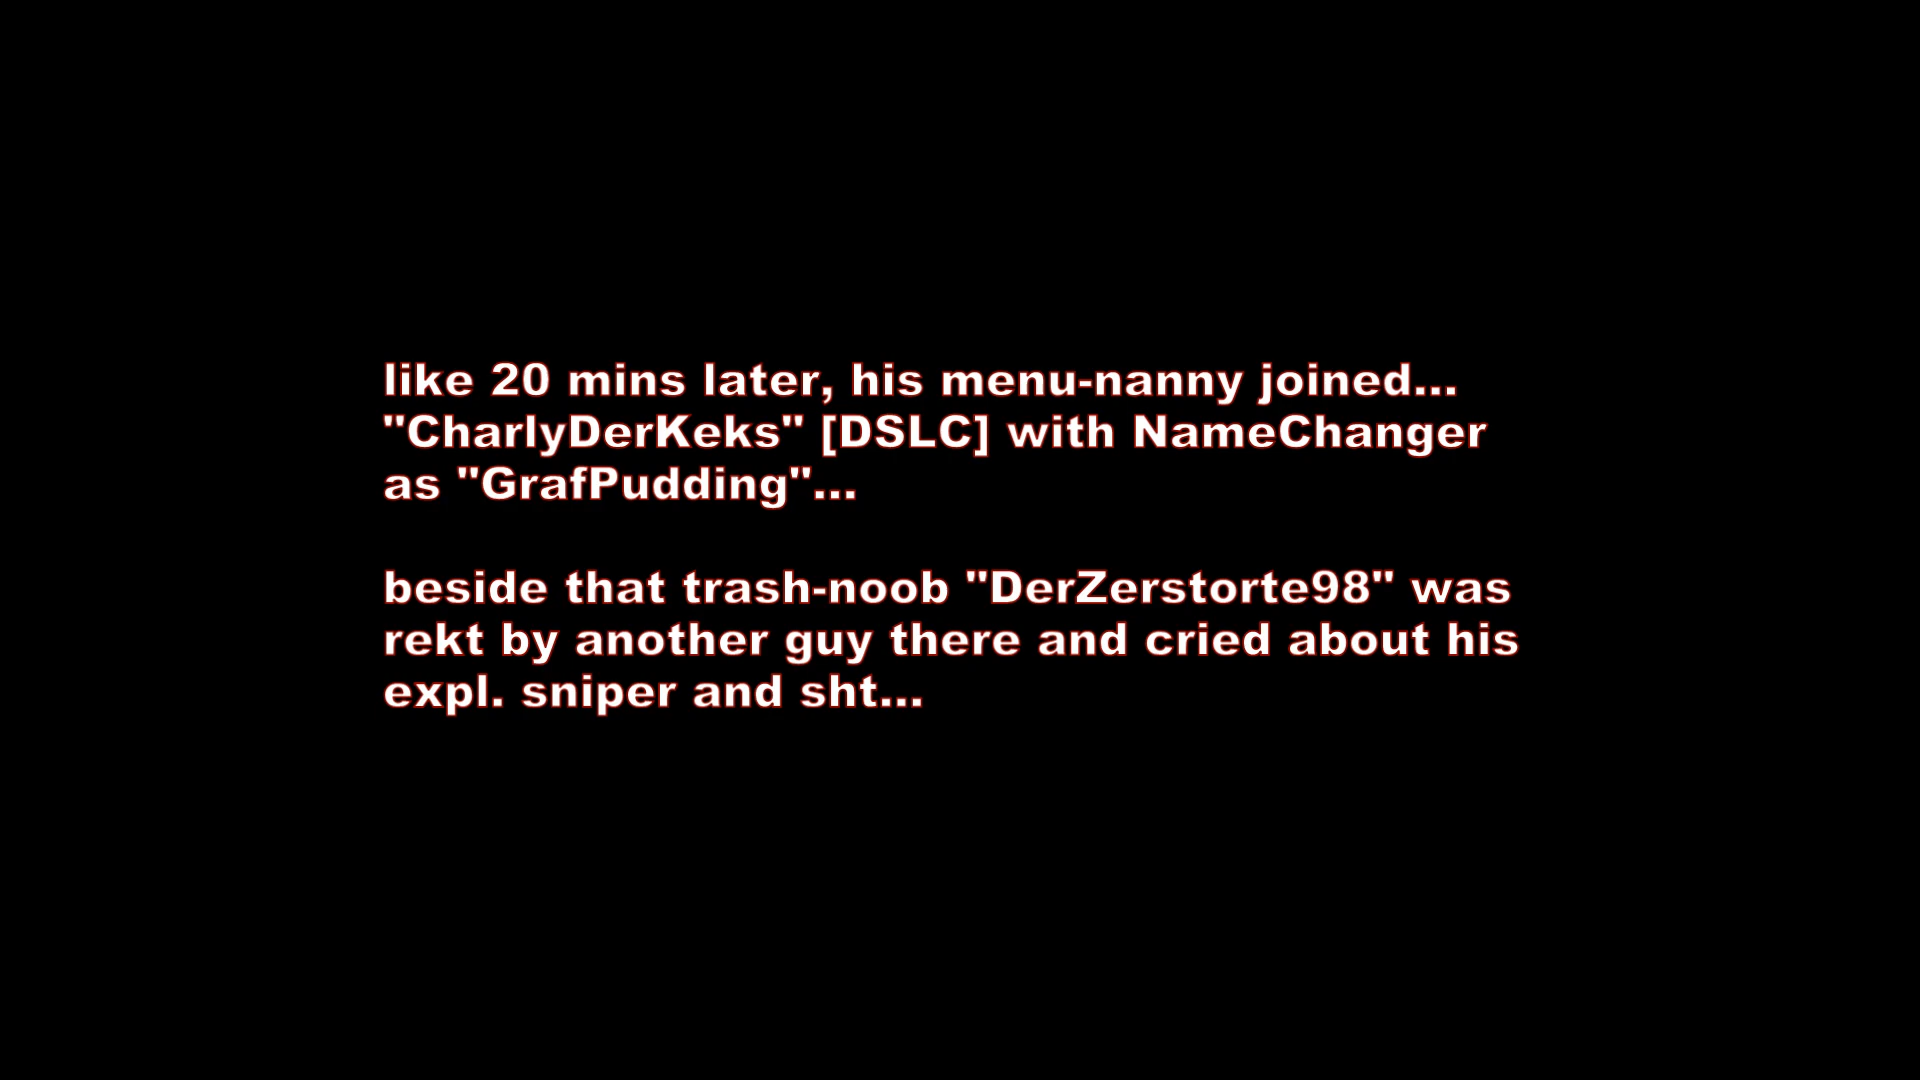 like 20 mins later, his menu-nanny joined...
"CharlyDerKeks" [DSLC] with NameChanger
as "GrafPudding"...
beside that trash-noob "DerZerstorte98" was
rekt by another guy there and cried about his
expl. sniper and sht...